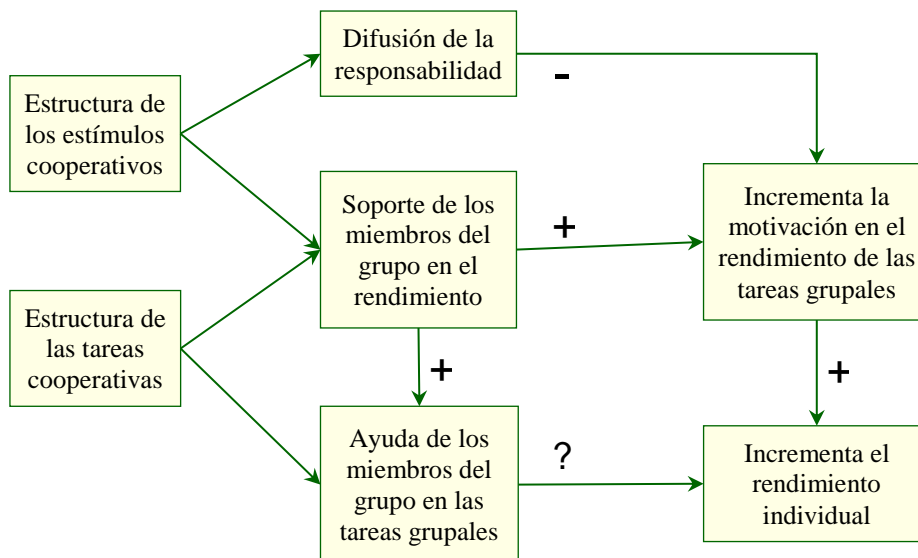 Difusión de la
responsabilidad
-
Estructura de
los estímulos
cooperativos
Soporte de los
miembros del
grupo en el
rendimiento
+
Incrementa la
motivación en el
rendimiento de las
tareas grupales
Estructura de
las tareas
cooperativas
+
+
Ayuda de los
miembros del
grupo en las
tareas grupales
?
Incrementa el
rendimiento
individual